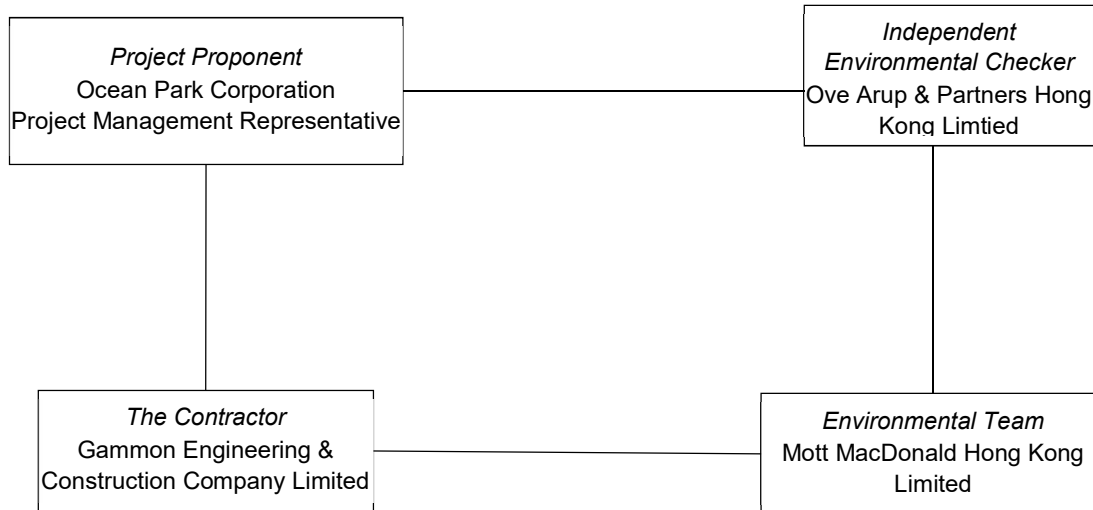 Project Proponent
Ocean Park Corporation
Project Management Representative
Independent
Environmental Checker
Ove Arup & Partners Hong
Kong Limtied
The Contractor
Gammon Engineering &
Construction Company Limited
Environmental Team
Mott MacDonald Hong Kong
Limited